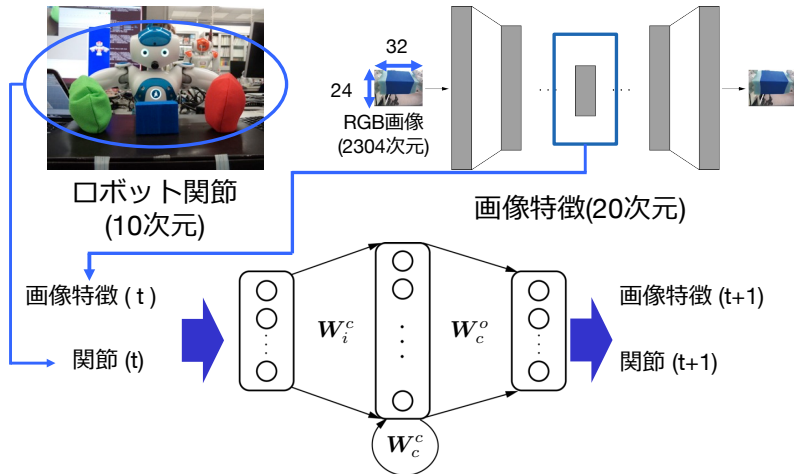 32
24
RGB画像
(2304次元)
ロボット関節
(10次元)
画像特徴(20次元)
画像特徴 ( t )
関節 (t)
W_i^c
W_c^o
W_c^c
画像特徴 (t+1)
関節 (t+1)